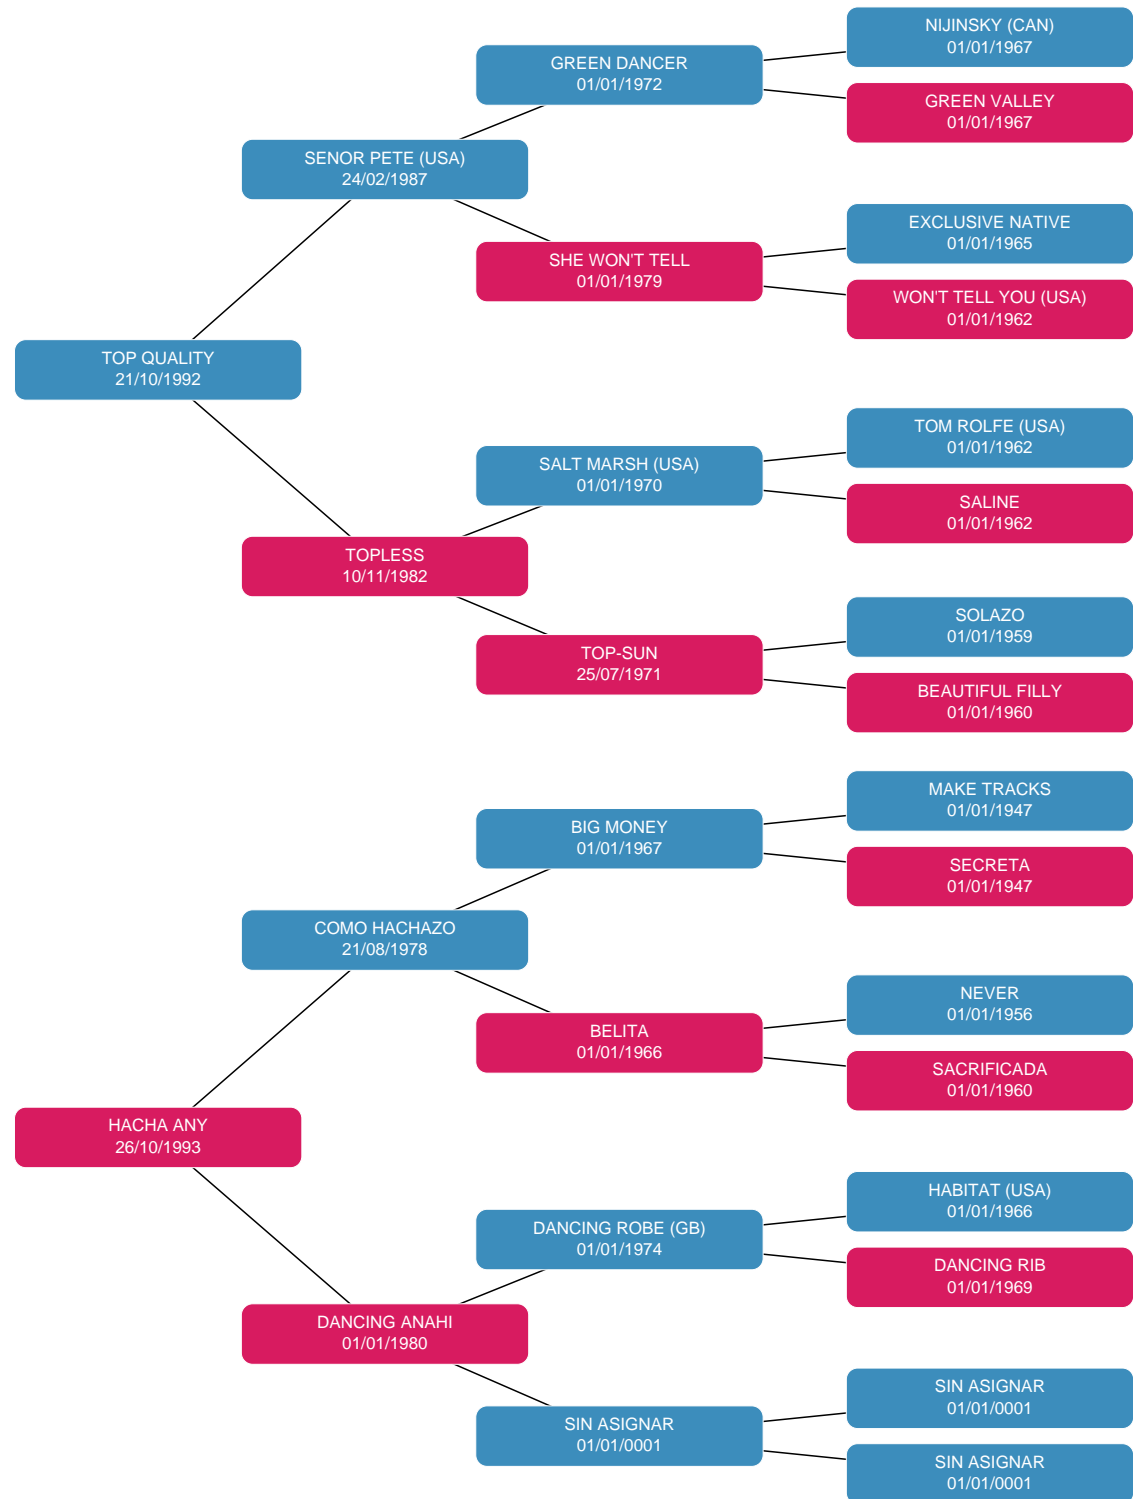 NIJINSKY (CAN)
01/01/1967
GREEN DANCER
01/01/1972
GREEN VALLEY
01/01/1967
SENOR PETE (USA)
24/02/1987
EXCLUSIVE NATIVE
01/01/1965
SHE WON'T TELL
01/01/1979
WON'T TELL YOU (USA)
01/01/1962
TOP QUALITY
21/10/1992
TOM ROLFE (USA)
01/01/1962
SALT MARSH (USA)
01/01/1970
SALINE
01/01/1962
TOPLESS
10/11/1982
SOLAZO
01/01/1959
TOP-SUN
25/07/1971
BEAUTIFUL FILLY
01/01/1960
MAKE TRACKS
01/01/1947
BIG MONEY
01/01/1967
SECRETA
01/01/1947
COMO HACHAZO
21/08/1978
NEVER
01/01/1956
BELITA
01/01/1966
SACRIFICADA
01/01/1960
HACHA ANY
26/10/1993
HABITAT (USA)
01/01/1966
DANCING ROBE (GB)
01/01/1974
DANCING RIB
01/01/1969
DANCING ANAHI
01/01/1980
SIN ASIGNAR
01/01/0001
SIN ASIGNAR
01/01/0001
SIN ASIGNAR
01/01/0001